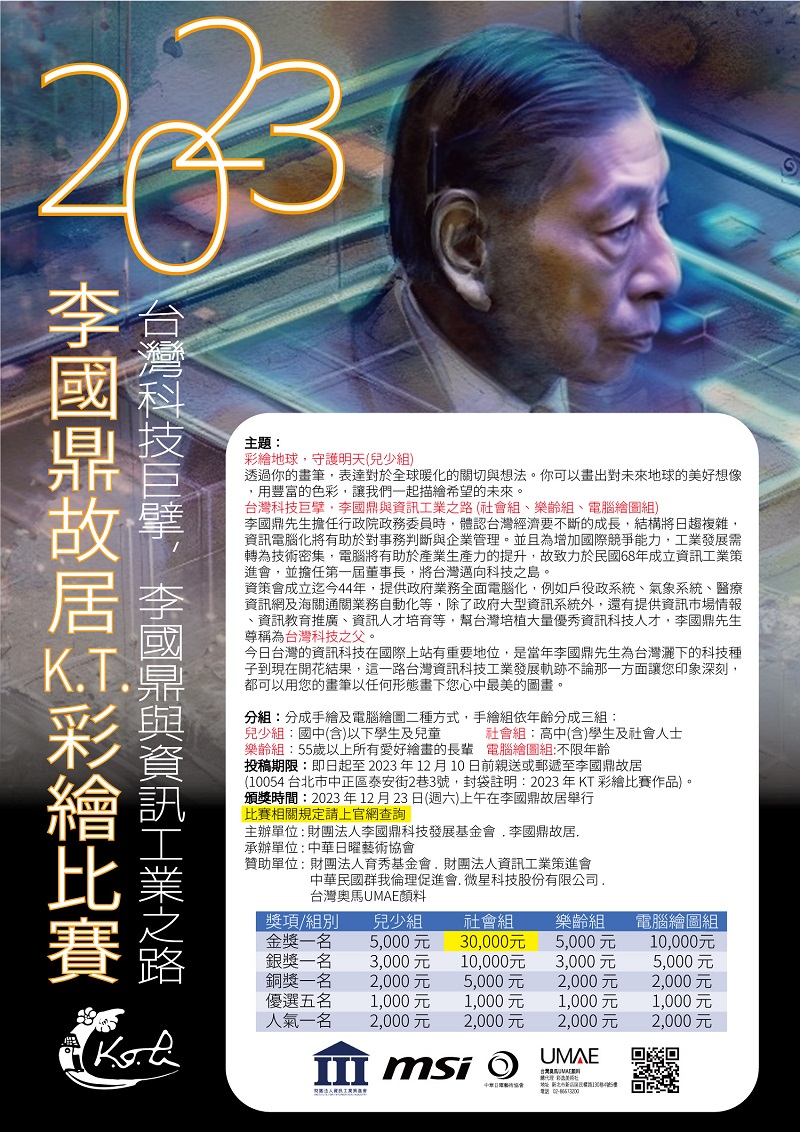 2023
李國鼎故居K.T.彩繪比賽
台灣科技巨擘，李國鼎與資訊工業之路
主題：
彩繪地球，守護明天(兒少組)
透過你的畫筆，表達對於全球暖化的關切與想法。你可以畫出對未來地球的美好想像
，用豐富的色彩，讓我們一起描繪希望的未來。
台灣科技巨擘，李國鼎與資訊工業之路 (社會組、樂齡組、電腦繪圖組)
李國鼎先生擔任行政院政務委員時，體認台灣經濟要不斷的成長，結構將日趨複雜，
資訊電腦化將有助於對事務判斷與企業管理。並且為增加國際競爭能力，工業發展需
轉為技術密集，電腦將有助於產業生產力的提升，故致力於民國68年成立資訊工業策
進會，並擔任第一屆董事長，將台灣邁向科技之島。
資策會成立迄今44年，提供政府業務全面電腦化，例如戶役政系統、氣象系統、醫療
資訊網及海關通關業務自動化等，除了政府大型資訊系統外，還有提供資訊市場情報
、資訊教育推廣、資訊人才培育等，幫台灣培植大量優秀資訊科技人才，李國鼎先生
尊稱為台灣科技之父。
今日台灣的資訊科技在國際上站有重要地位，是當年李國鼎先生為台灣灑下的科技種
子到現在開花結果，這一路台灣資訊科技工業發展軌跡不論那一方面讓您印象深刻，
都可以用您的畫筆以任何形態畫下您心中最美的圖畫。
分組：分成手繪及電腦繪圖二種方式，手繪組依年齡分成三組：
兒少組：國中(含)以下學生及兒童 社會組：高中(含)學生及社會人士
樂齡組：55歲以上所有愛好繪畫的長輩 電腦繪圖組:不限年齡
投稿期限：即日起至 2023 年 12 月 10 日前親送或郵遞至李國鼎故居
(10054 台北市中正區泰安街2巷3號，封袋註明：2023 年 KT 彩繪比賽作品)。
頒獎時間：2023 年 12 月 23 日(週六)上午在李國鼎故居舉行
比賽相關規定請上官網查詢
主辦單位：財團法人李國鼎科技發展基金會 . 李國鼎故居.
承辦單位：中華日曜藝術協會
贊助單位：財團法人育秀基金會 . 財團法人資訊工業策進會
中華民國群我倫理促進會. 微星科技股份有限公司 .
台灣奧馬UMAE顏料
獎項/組別 兒少組 社會組 樂齡組 電腦繪圖組
金獎一名 5,000 元 30,000元 5,000 元 10,000元
銀獎一名 3,000 元 10,000元 3,000 元 5,000 元
銅獎一名 2,000 元 5,000 元 2,000 元 2,000 元
優選五名 1,000 元 1,000 元 1,000 元 1,000 元
人氣一名 2,000 元 2,000 元 2,000 元 2,000 元
K.T. Li
財團法人資訊工業策進會
msi
中華日曜藝術協會
UMAE
台灣奧馬UMAE顏料
電話 02-86673200